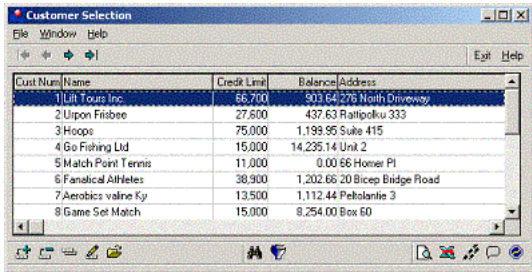 Customer Selection
File Window Help
Exit Help
Cust Num Name Credit Limit Balance Address
1 Lift Tours Inc. 66,700 903.64 276 North Driveway
2 Urpon Frisbee 27,600 437.63 Rattipolku 333
3 Hoops 75,000 1,199.95 Suite 415
4 Go Fishing Ltd 15,000 14,235.14 Unit 2
5 Match Point Tennis 11,000 0.00 66 Homer Pl
6 Fanatical Athletes 38,900 1,202.66 20 Bicep Bridge Road
7 Aerobics valine Ky 13,500 1,112.44 Peltolantie 3
8 Game Set Match 15,000 8,254.00 Box 60